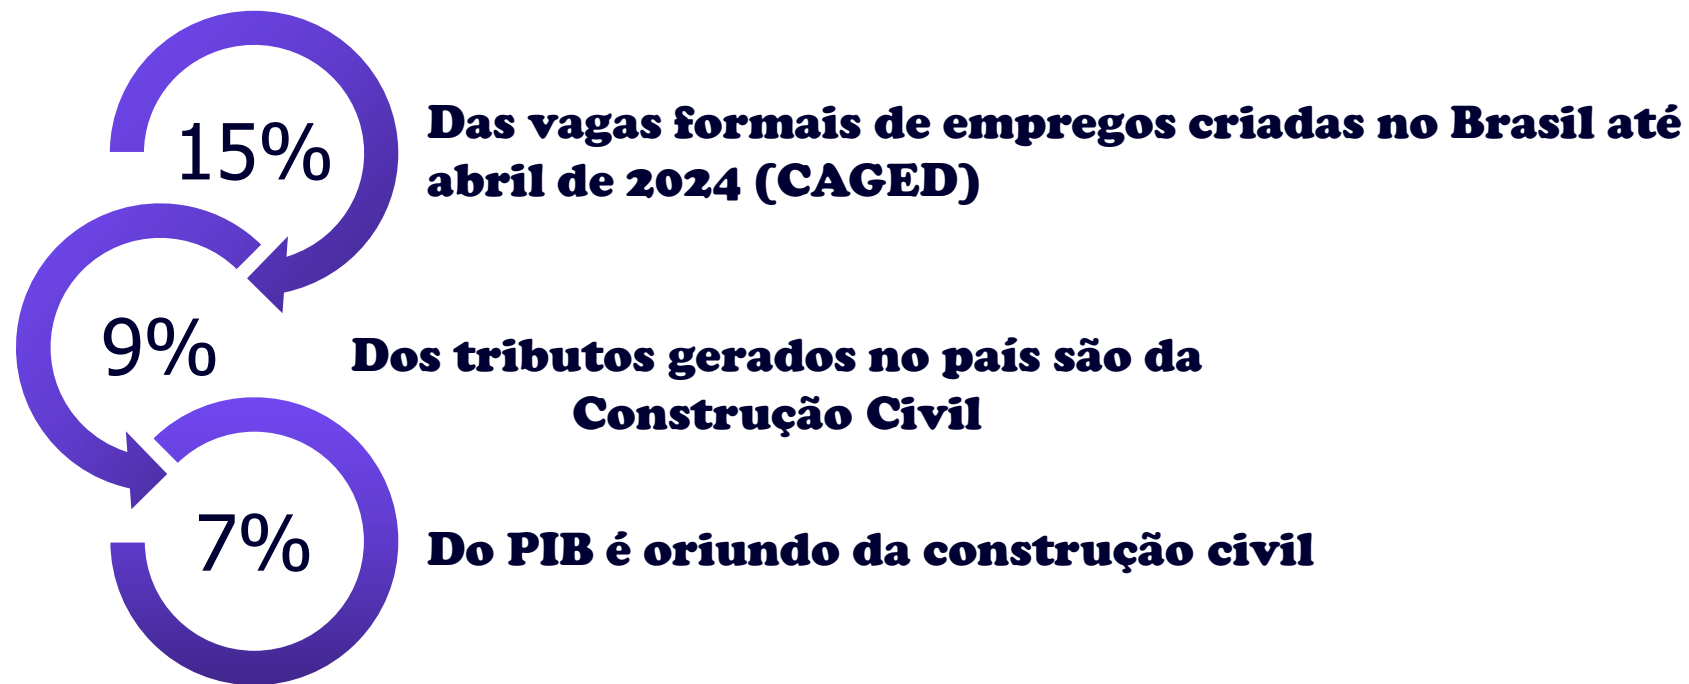 15%
Das vagas formais de empregos criadas no Brasil até
abril de 2024 (CAGED)
9%
Dos tributos gerados no país são da
Construção Civil
7%
Do PIB é oriundo da construção civil